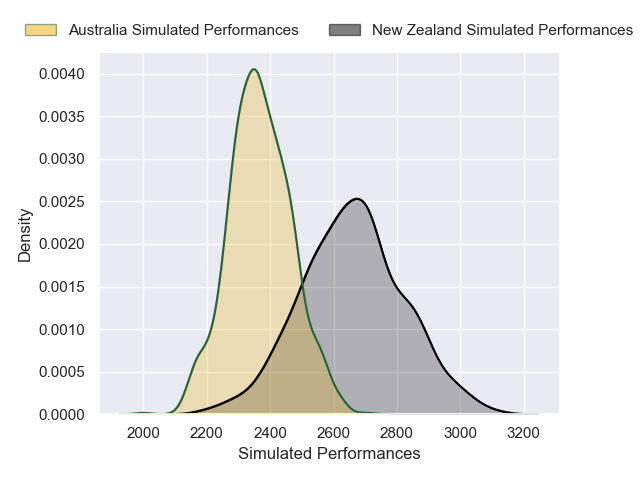 Australia Simulated Performances
New Zealand Simulated Performances
0.0040
0.0035
0.0030
0.0025
0.0020
0.0015
0.0010
0.0005
0.0000
Density
2000 2200 2400 2600 2800 3000 3200
Simulated Performances